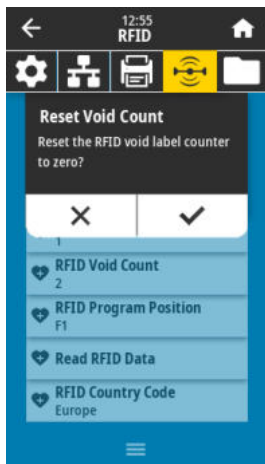 12:55
RFID
Reset Void Count
Reset the RFID void label counter
to zero?
1
RFID Void Count
2
RFID Program Position
F1
Read RFID Data
RFID Country Code
Europe